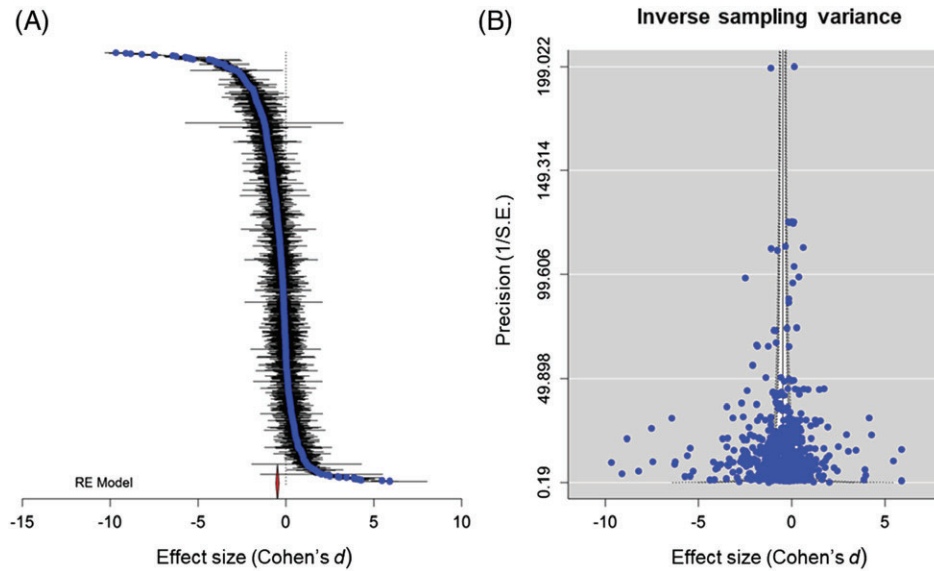 (A)
RE Model
-15 -10 -5 0 5 10
Effect size (Cohen's d)
(B)
Inverse sampling variance
Precision (1/S.E.)
199.022
149.314
99.606
49.898
0.19
-10 -5 0 5
Effect size (Cohen's d)